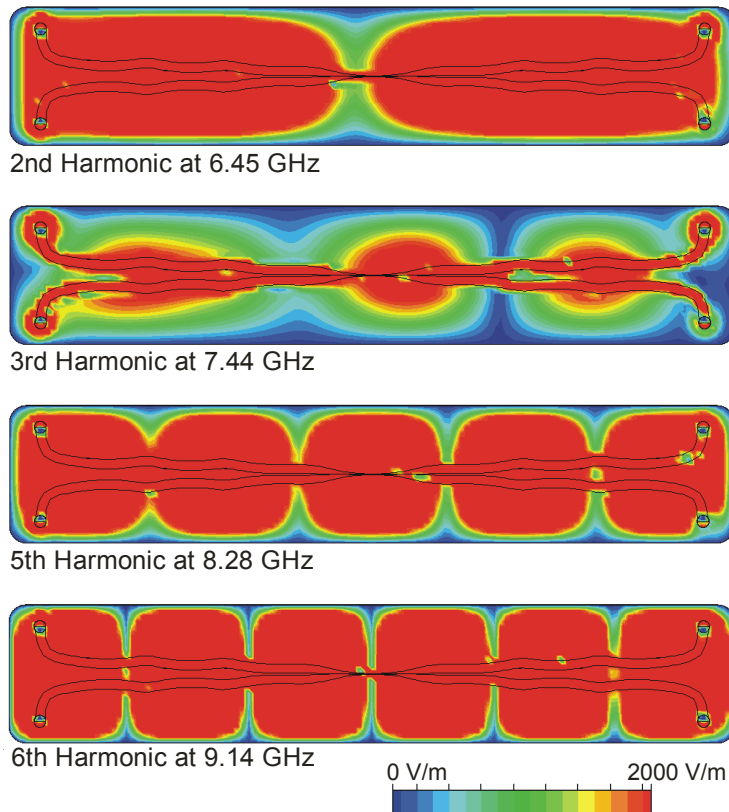 2nd Harmonic at 6.45 GHz
3rd Harmonic at 7.44 GHz
5th Harmonic at 8.28 GHz
6th Harmonic at 9.14 GHz
0 V/m 2000 V/m